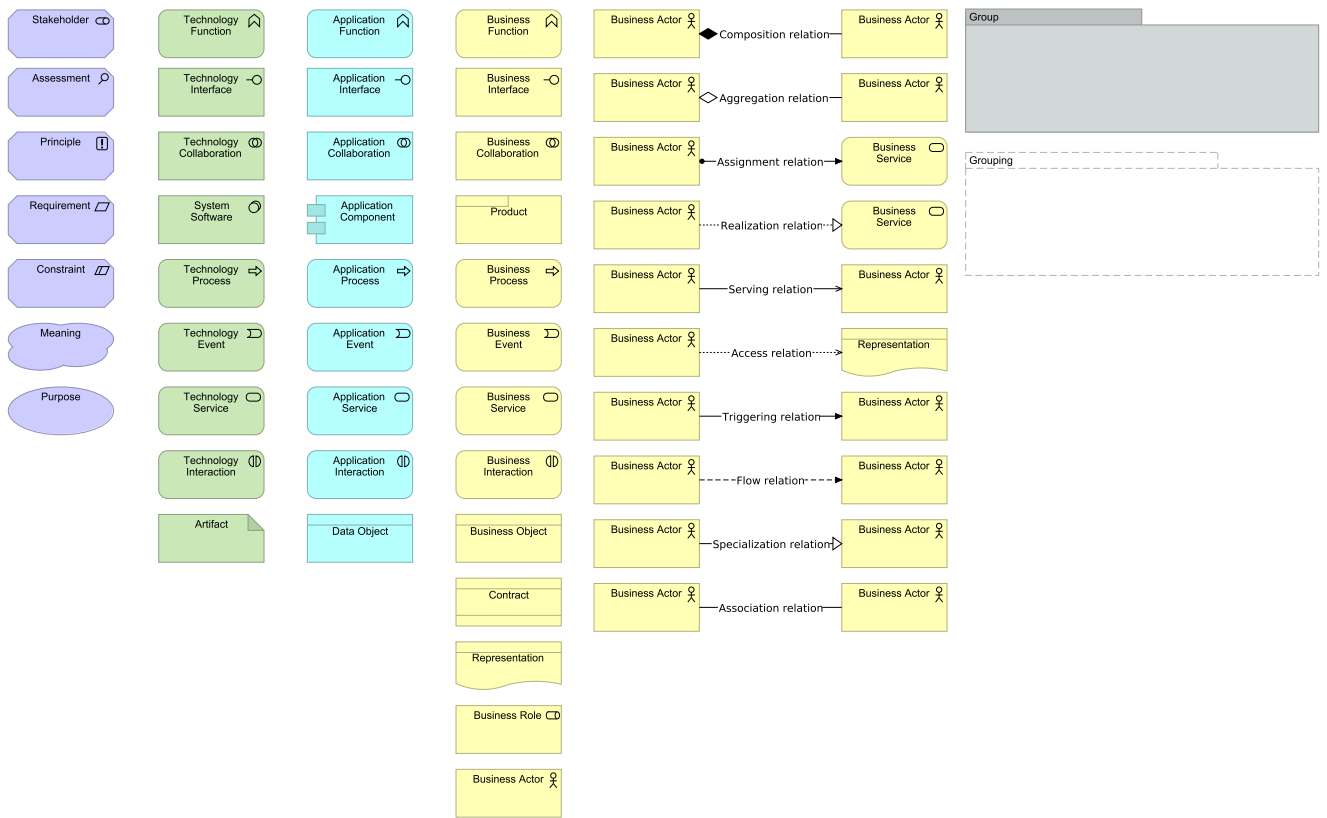 Stakeholder
Assessment
Principle
Requirement
Constraint
Meaning
Purpose
Technology
Function
Technology
Interface
Technology
Collaboration
System
Software
Technology
Process
Technology
Event
Technology
Service
Technology
Interaction
Artifact
Application
Function
Application
Interface
Application
Collaboration
Application
Component
Application
Process
Application
Event
Application
Service
Application
Interaction
Data Object
Business
Function
Business
Interface
Business
Collaboration
Product
Business
Process
Business
Event
Business
Service
Business
Interaction
Business Object
Contract
Representation
Business Role
Business Actor
Business Actor
Composition relation
Business Actor
Business Actor
Aggregation relation
Business Actor
Business Actor
Assignment relation
Business
Service
Business Actor
Realization relation
Business
Service
Business Actor
Serving relation
Business Actor
Business Actor
Access relation
Representation
Business Actor
Triggering relation
Business Actor
Business Actor
Flow relation
Business Actor
Business Actor
Specialization relation
Business Actor
Business Actor
Association relation
Business Actor
Group
Grouping